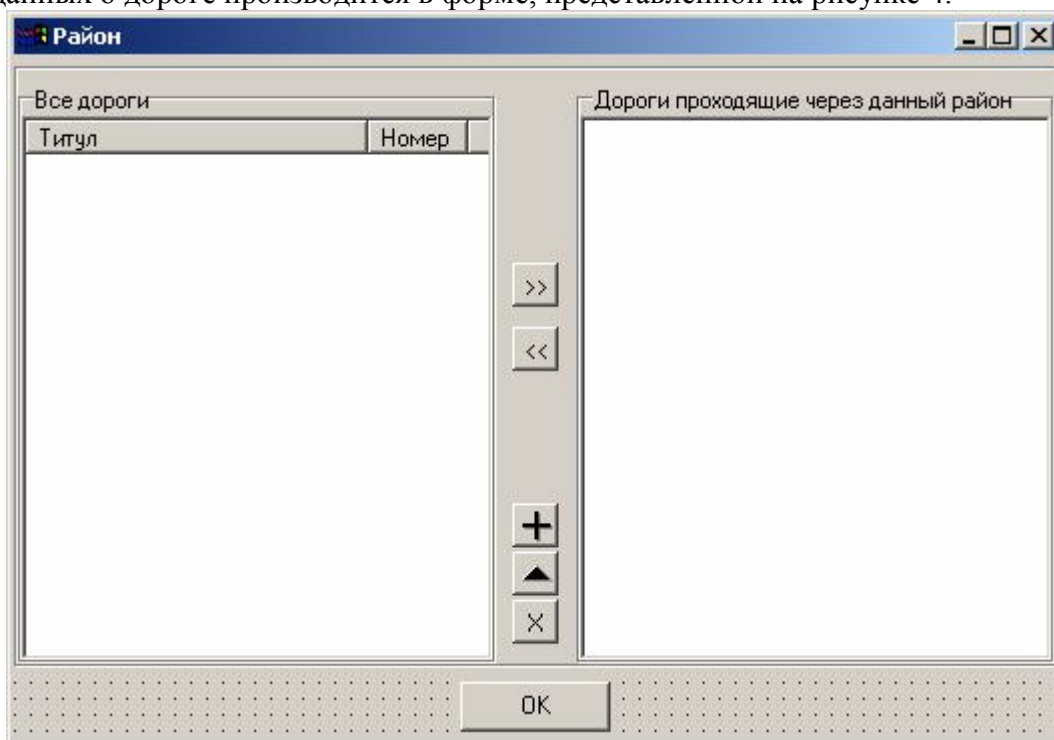 данных о дороге производится в форме, представленной на рисунке 4.
Район
Все дороги
Дороги проходящие через данный район
Титул Номер
>>
<<
OK